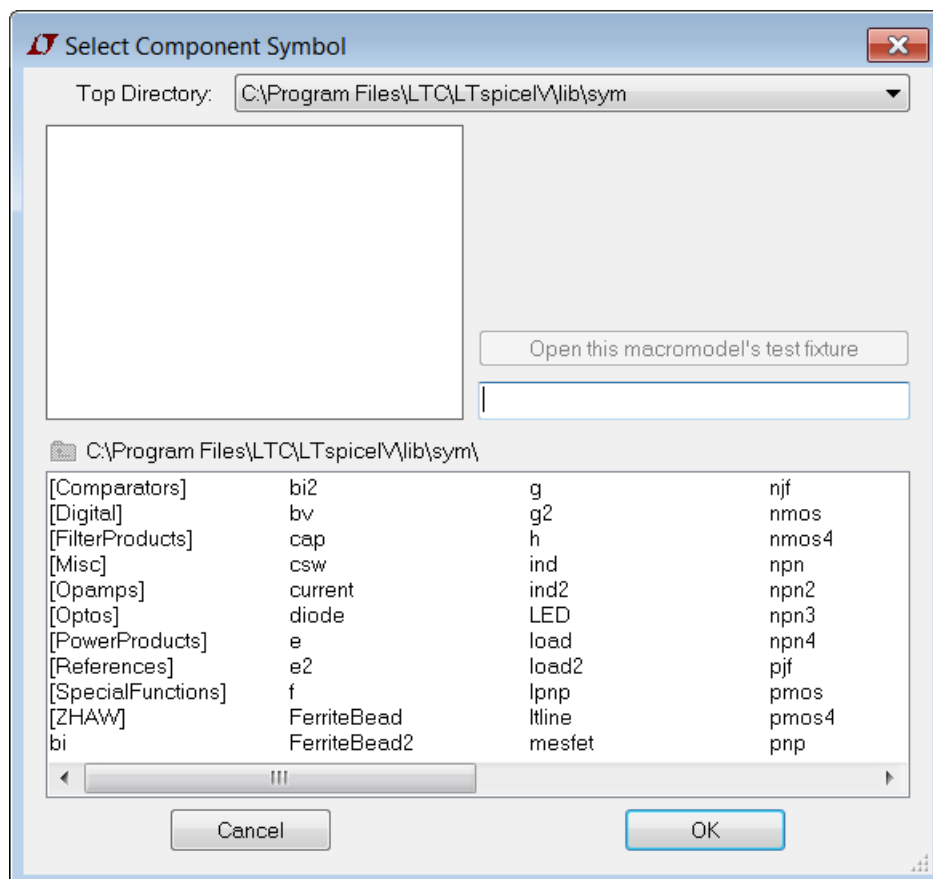 Select Component Symbol
Top Directory: C:\Program Files\LTC\LTspiceIV\lib\sym
Open this macromodel's test fixture
C:\Program Files\LTC\LTspiceIV\lib\sym\
[Comparators] bi2 g njf
[Digital] bv g2 nmos
[FilterProducts] cap h nmos4
[Misc] csw ind npn
[Opamps] current ind2 npn2
[Optos] diode LED npn3
[PowerProducts] e load npn4
[References] e2 load2 pjf
[SpecialFunctions] f lpnp pmos
[ZHAW] FerriteBead ltline pmos4
bi FerriteBead2 mesfet pnp
Cancel OK